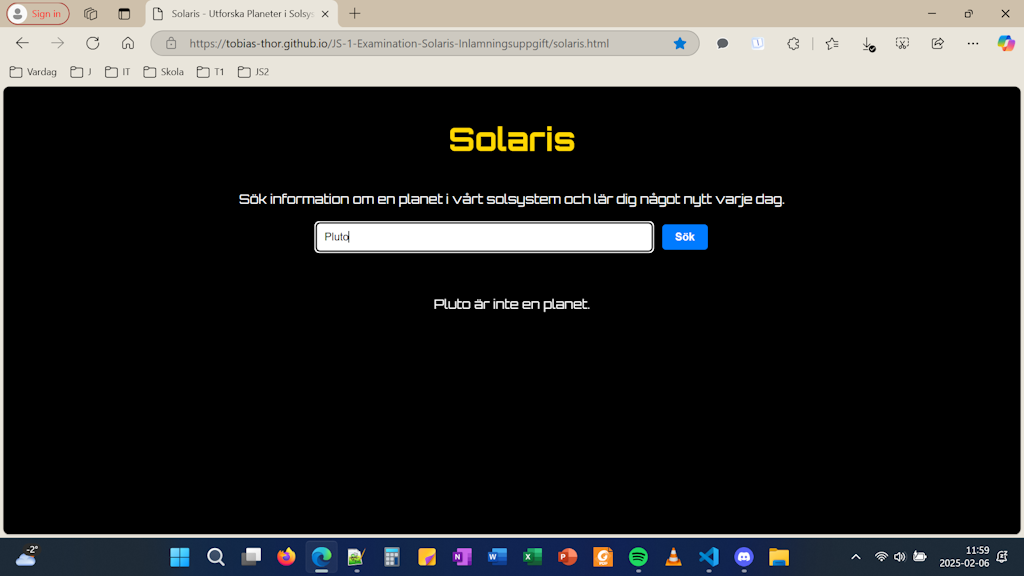 Sign in
Solaris - Utforska Planeter i Solsys
https://tobias-thor.github.io/JS-1-Examination-Solaris-Inlamningsuppgift/solaris.html
Vardag J IT Skola T1 JS2
Solaris
Sök information om en planet i vårt solsystem och lär dig något nytt varje dag.
Pluto Sök
Pluto är inte en planet.
-2°
11:59
2025-02-06